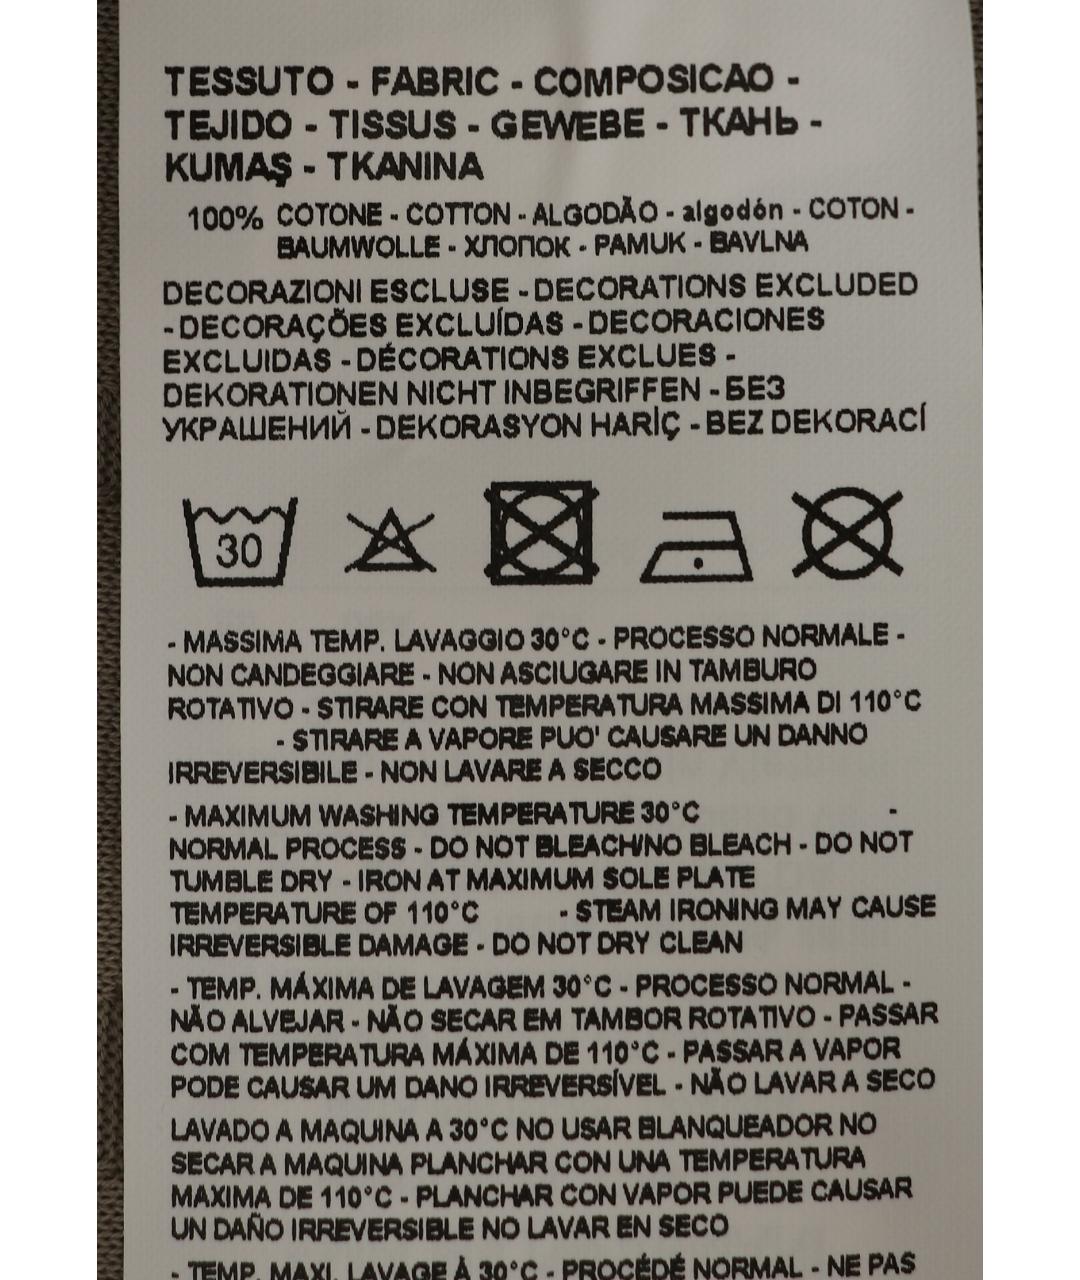 TESSUTO - FABRIC - COMPOSICAO -
TEJIDO - TISSUS - GEWEBE - ТКАНЬ -
KUMAŞ - TKANINA
100% COTONE - COTTON - ALGODÃO - algodón - COTON -
BAUMWOLLE - ХЛОПОК - PAMUK - BAVLNA
DECORAZIONI ESCLUSE - DECORATIONS EXCLUDED
- DECORAÇÕES EXCLUÍDAS - DECORACIONES
EXCLUIDAS - DÉCORATIONS EXCLUES -
DEKORATIONEN NICHT INBEGRIFFEN - БЕЗ
УКРАШЕНИЙ - DEKORASYON HARİÇ - BEZ DEKORACÍ
30
- MASSIMA TEMP. LAVAGGIO 30°C - PROCESSO NORMALE -
NON CANDEGGIARE - NON ASCIUGARE IN TAMBURO
ROTATIVO - STIRARE CON TEMPERATURA MASSIMA DI 110°C
- STIRARE A VAPORE PUO' CAUSARE UN DANNO
IRREVERSIBILE - NON LAVARE A SECCO
- MAXIMUM WASHING TEMPERATURE 30°C -
NORMAL PROCESS - DO NOT BLEACH/NO BLEACH - DO NOT
TUMBLE DRY - IRON AT MAXIMUM SOLE PLATE
TEMPERATURE OF 110°C - STEAM IRONING MAY CAUSE
IRREVERSIBLE DAMAGE - DO NOT DRY CLEAN
- TEMP. MÁXIMA DE LAVAGEM 30°C - PROCESSO NORMAL -
NÃO ALVEJAR - NÃO SECAR EM TAMBOR ROTATIVO - PASSAR
COM TEMPERATURA MÁXIMA DE 110°C - PASSAR A VAPOR
PODE CAUSAR UM DANO IRREVERSÍVEL - NÃO LAVAR A SECO
LAVADO A MAQUINA A 30°C NO USAR BLANQUEADOR NO
SECAR A MAQUINA PLANCHAR CON UNA TEMPERATURA
MAXIMA DE 110°C - PLANCHAR CON VAPOR PUEDE CAUSAR
UN DAÑO IRREVERSIBLE NO LAVAR EN SECO
- TEMP. MAXI. LAVAGE À 30°C - PROCÉDÉ NORMAL - NE PAS